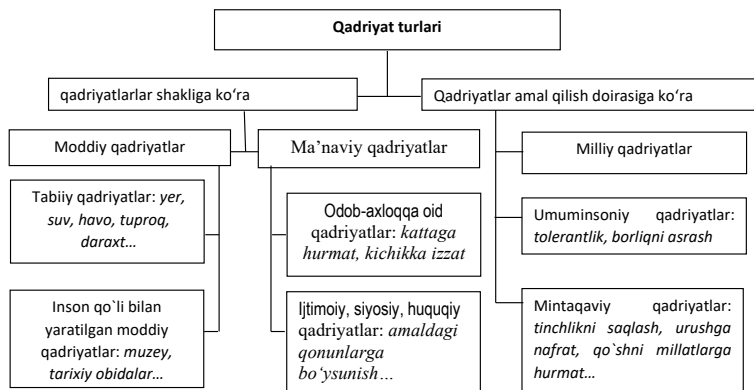 Qadriyat turlari
qadriyatlarlar shakliga ko‘ra
Qadriyatlar amal qilish doirasiga ko‘ra
Moddiy qadriyatlar
Ma’naviy qadriyatlar
Milliy qadriyatlar
Tabiiy qadriyatlar: yer,
suv, havo, tuproq,
daraxt…
Odob-axloqqa oid
qadriyatlar: kattaga
hurmat, kichikka izzat
Umuminsoniy qadriyatlar:
tolerantlik, borliqni asrash
Inson qo`li bilan
yaratilgan moddiy
qadriyatlar: muzey,
tarixiy obidalar…
Ijtimoiy, siyosiy, huquqiy
qadriyatlar: amaldagi
qonunlarga
bo‘ysunish…
Mintaqaviy qadriyatlar:
tinchlikni saqlash, urushga
nafrat, qo`shni millatlarga
hurmat…